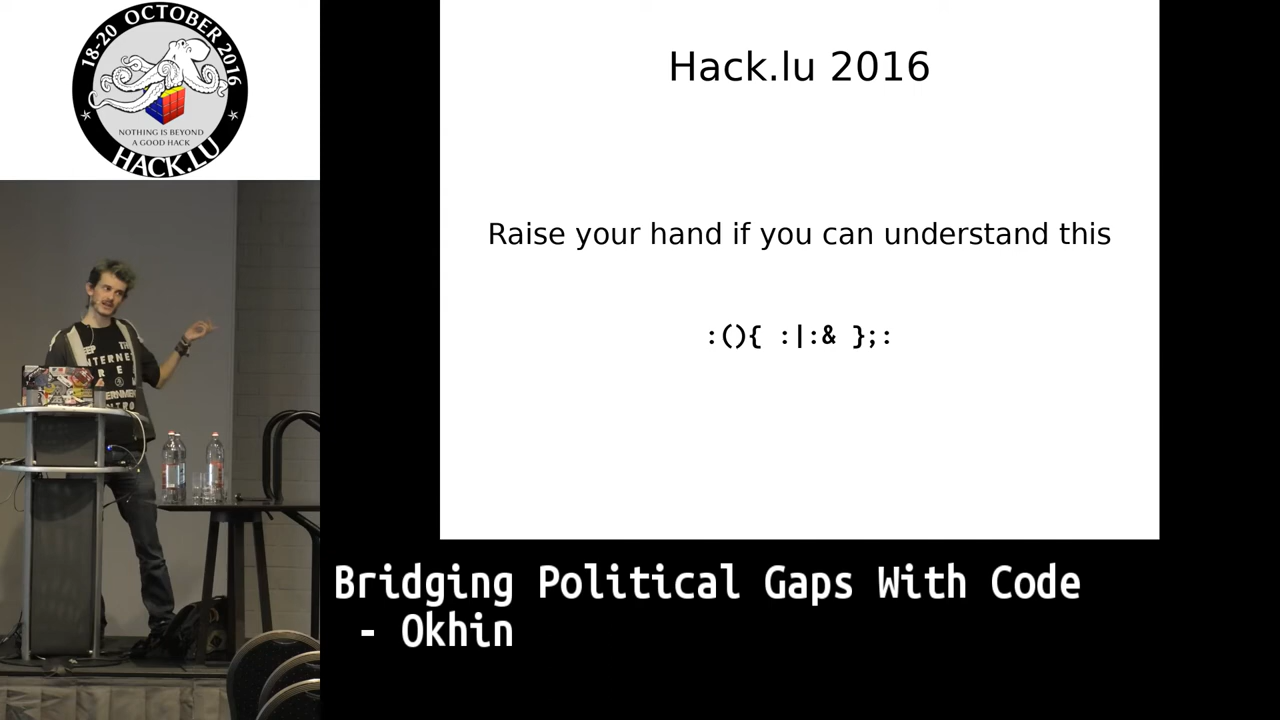 18-20 OCTOBER 2016
NOTHING IS BEYOND
A GOOD HACK
HACK.LU
Hack.lu 2016
Raise your hand if you can understand this
:(){ :|:& };:
Bridging Political Gaps With Code
- Okhin